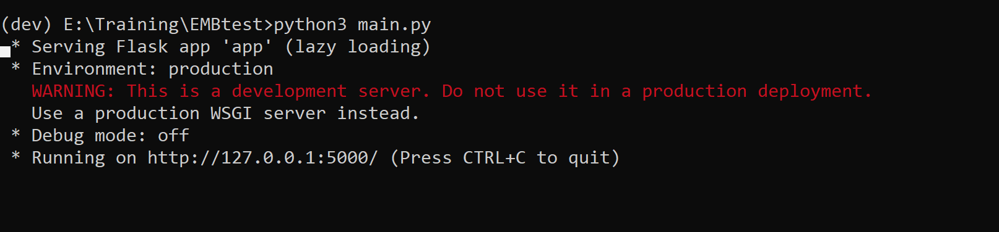 (dev) E:\Training\EMBtest>python3 main.py
* Serving Flask app 'app' (lazy loading)
* Environment: production
WARNING: This is a development server. Do not use it in a production deployment.
Use a production WSGI server instead.
* Debug mode: off
* Running on http://127.0.0.1:5000/ (Press CTRL+C to quit)